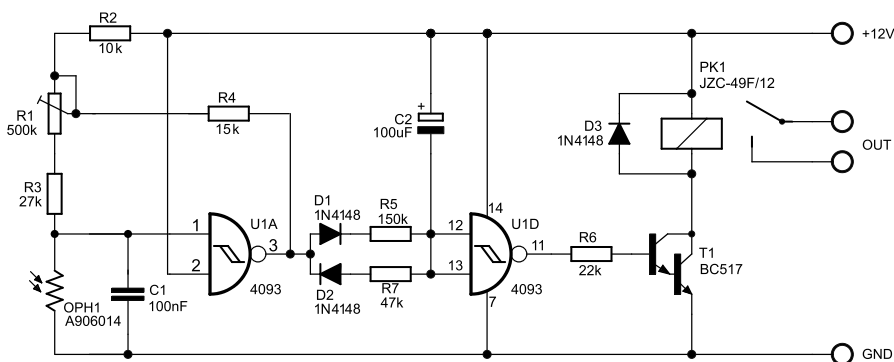 R2
10k
+12V
PK1
JZC-49F/12
R1
500k
R4
15k
+
C2
100uF
D3
1N4148
OUT
R3
27k
D1
1N4148
R5
150k
14
1
U1A
3
12
U1D
11
R6
22k
T1
BC517
2
13
OPH1
A906014
C1
100nF
4093
D2
1N4148
R7
47k
4093
7
GND